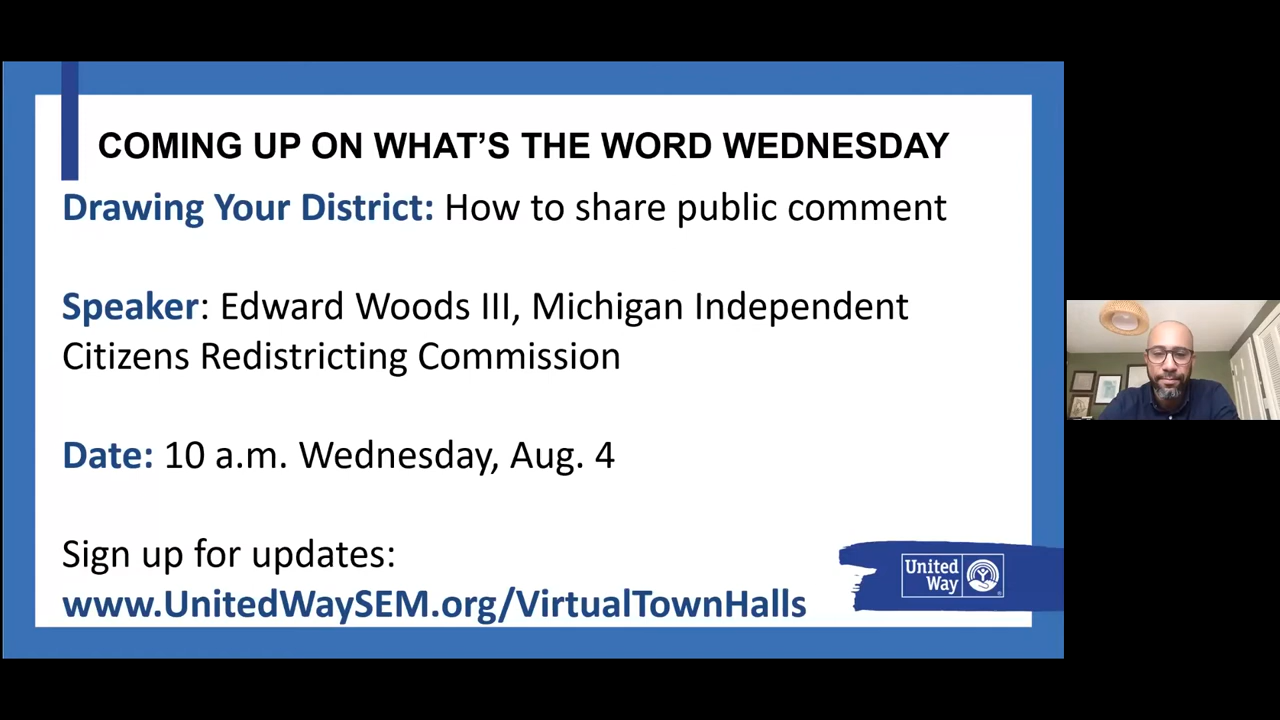 COMING UP ON WHAT’S THE WORD WEDNESDAY
Drawing Your District: How to share public comment
Speaker: Edward Woods III, Michigan Independent
Citizens Redistricting Commission
Date: 10 a.m. Wednesday, Aug. 4
Sign up for updates:
www.UnitedWaySEM.org/VirtualTownHalls
United
Way
®